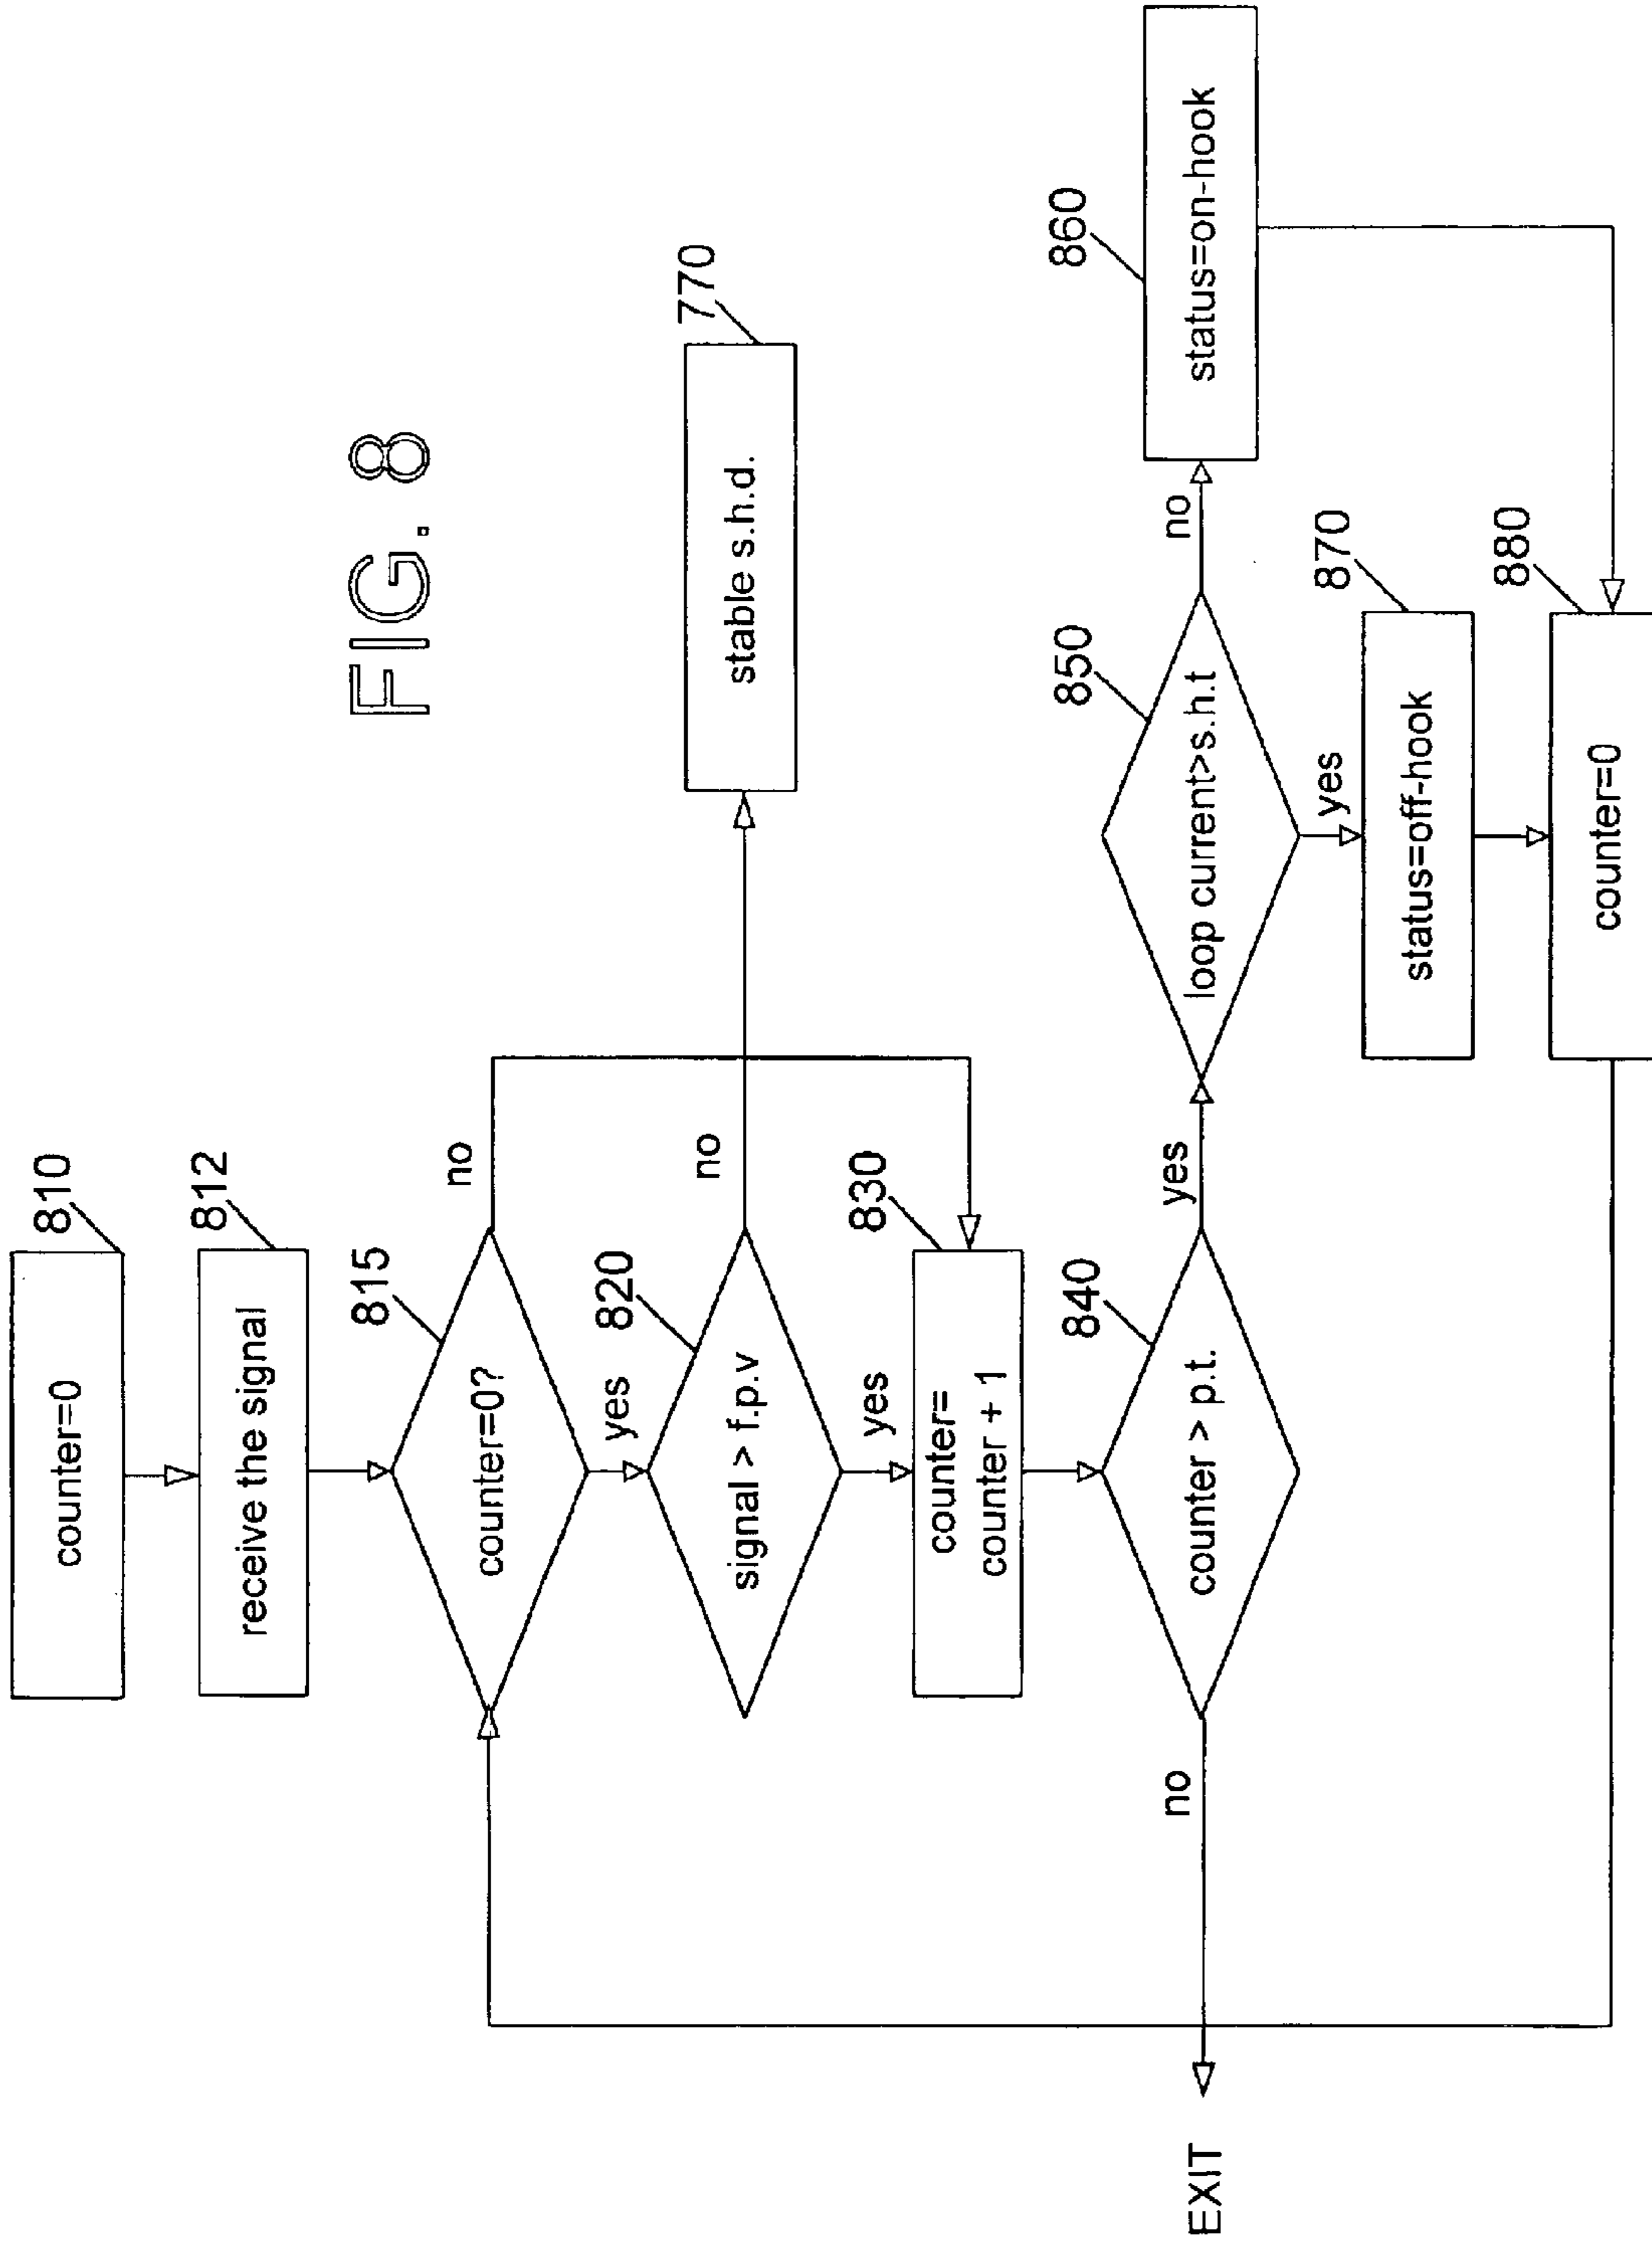 FIG. 8
810
counter=0
812
receive the signal
815
counter=0?
no
yes
820
signal > f.p.v
no
770
stable s.h.d.
yes
830
counter=
counter + 1
840
counter > p.t.
no
EXIT
yes
850
loop current>s.h.t
no
860
status=on-hook
yes
870
status=off-hook
880
counter=0